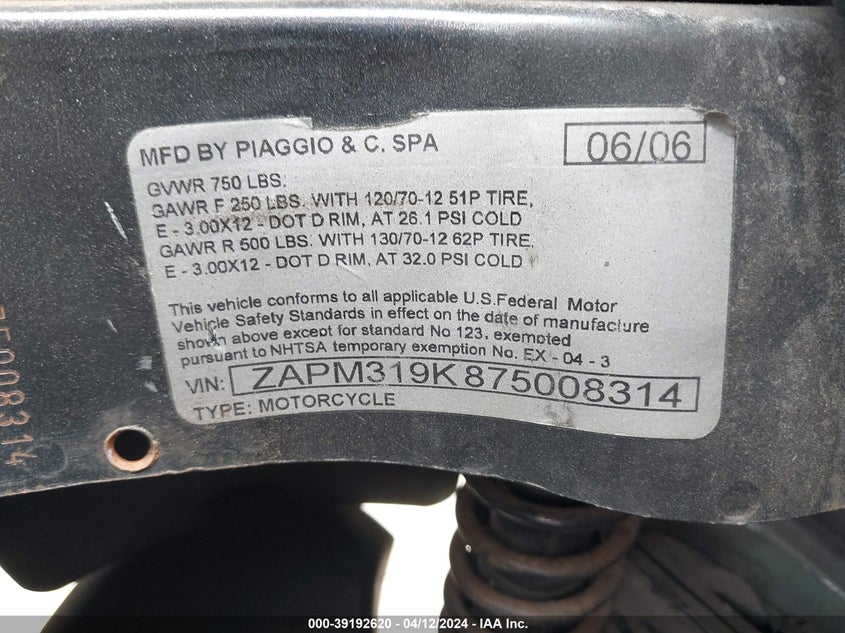 MFD BY PIAGGIO & C. SPA
06/06
GVWR 750 LBS.
GAWR F 250 LBS. WITH 120/70-12 51P TIRE,
E - 3.00X12 - DOT D RIM, AT 26.1 PSI COLD
GAWR R 500 LBS. WITH 130/70-12 62P TIRE,
E - 3.00X12 - DOT D RIM, AT 32.0 PSI COLD
This vehicle conforms to all applicable U.S.Federal Motor
Vehicle Safety Standards in effect on the date of manufacture
shown above except for standard No 123, exempted
pursuant to NHTSA temporary exemption No. EX - 04 - 3
VIN: ZAPM319K875008314
TYPE: MOTORCYCLE
75008314
000-39192620 - 04/12/2024 - IAA Inc.